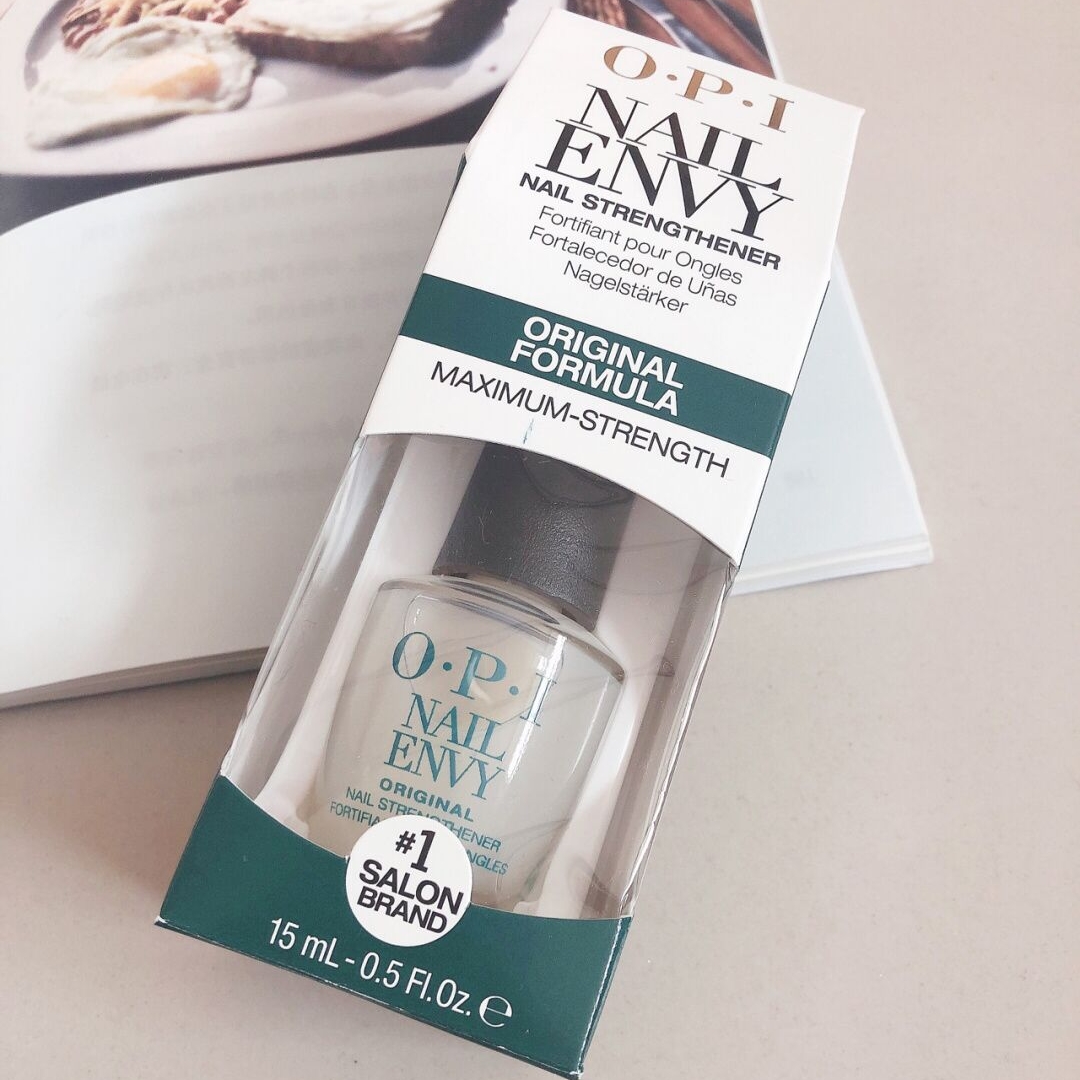 O·P·I
NAIL
ENVY
NAIL STRENGTHENER
Fortifiant pour Ongles
Fortalecedor de Uñas
Nagelstärker
ORIGINAL
FORMULA
MAXIMUM-STRENGTH
O·P·I
NAIL
ENVY
ORIGINAL
NAIL STRENGTHENER
#1
SALON
BRAND
15 mL - 0.5 Fl.Oz. ℮